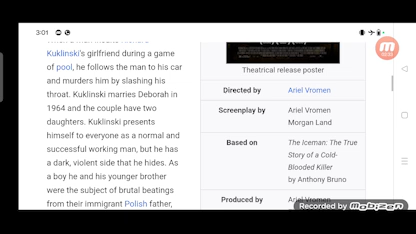 3:01
Kuklinski's girlfriend during a game
of pool, he follows the man to his car
and murders him by slashing his
throat. Kuklinski marries Deborah in
1964 and the couple have two
daughters. Kuklinski presents
himself to everyone as a normal and
successful working man, but he has
a dark, violent side that he hides. As
a boy he and his younger brother
were the subject of brutal beatings
from their immigrant Polish father,
Theatrical release poster
Directed by Ariel Vromen
Screenplay by Ariel Vromen
Morgan Land
Based on The Iceman: The True
Story of a Cold-
Blooded Killer
by Anthony Bruno
Produced by Ariel Vromen
Recorded by Mobizen